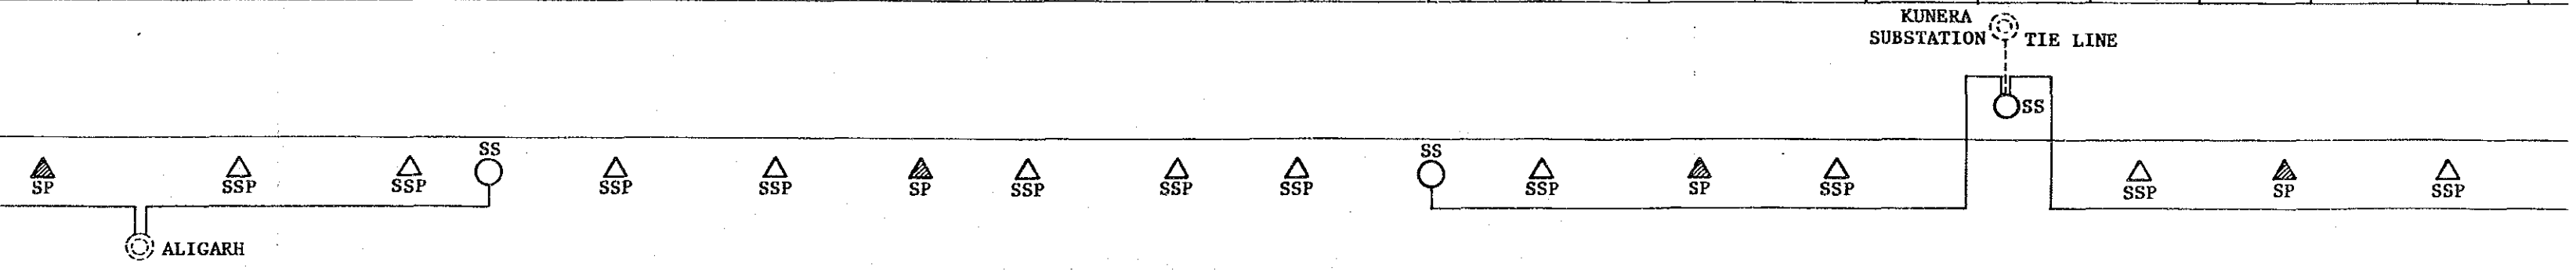 KUNERA
SUBSTATION TIE LINE
SS
SS SS
SP SSP SSP SSP SSP SP SSP SSP SSP SSP SP SSP SSP SP SSP
ALIGARH